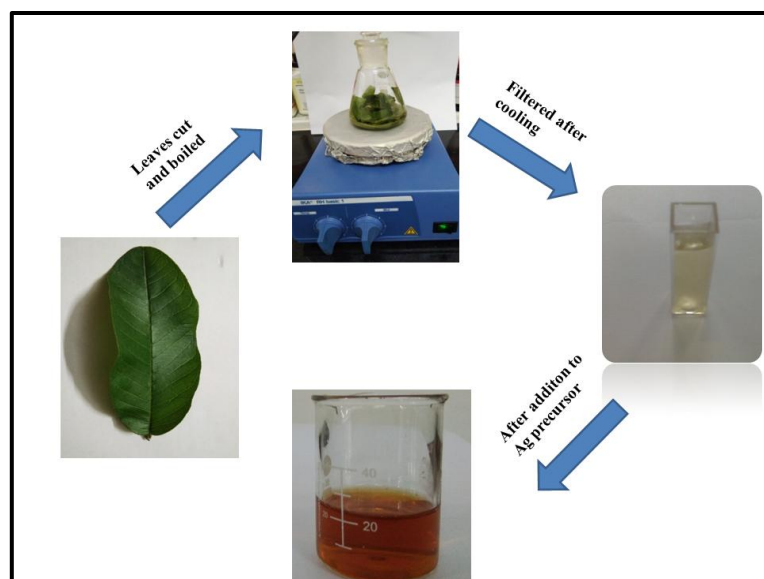 Leaves cut
and boiled
Filtered after
cooling
After additon to
Ag precursor
40
20